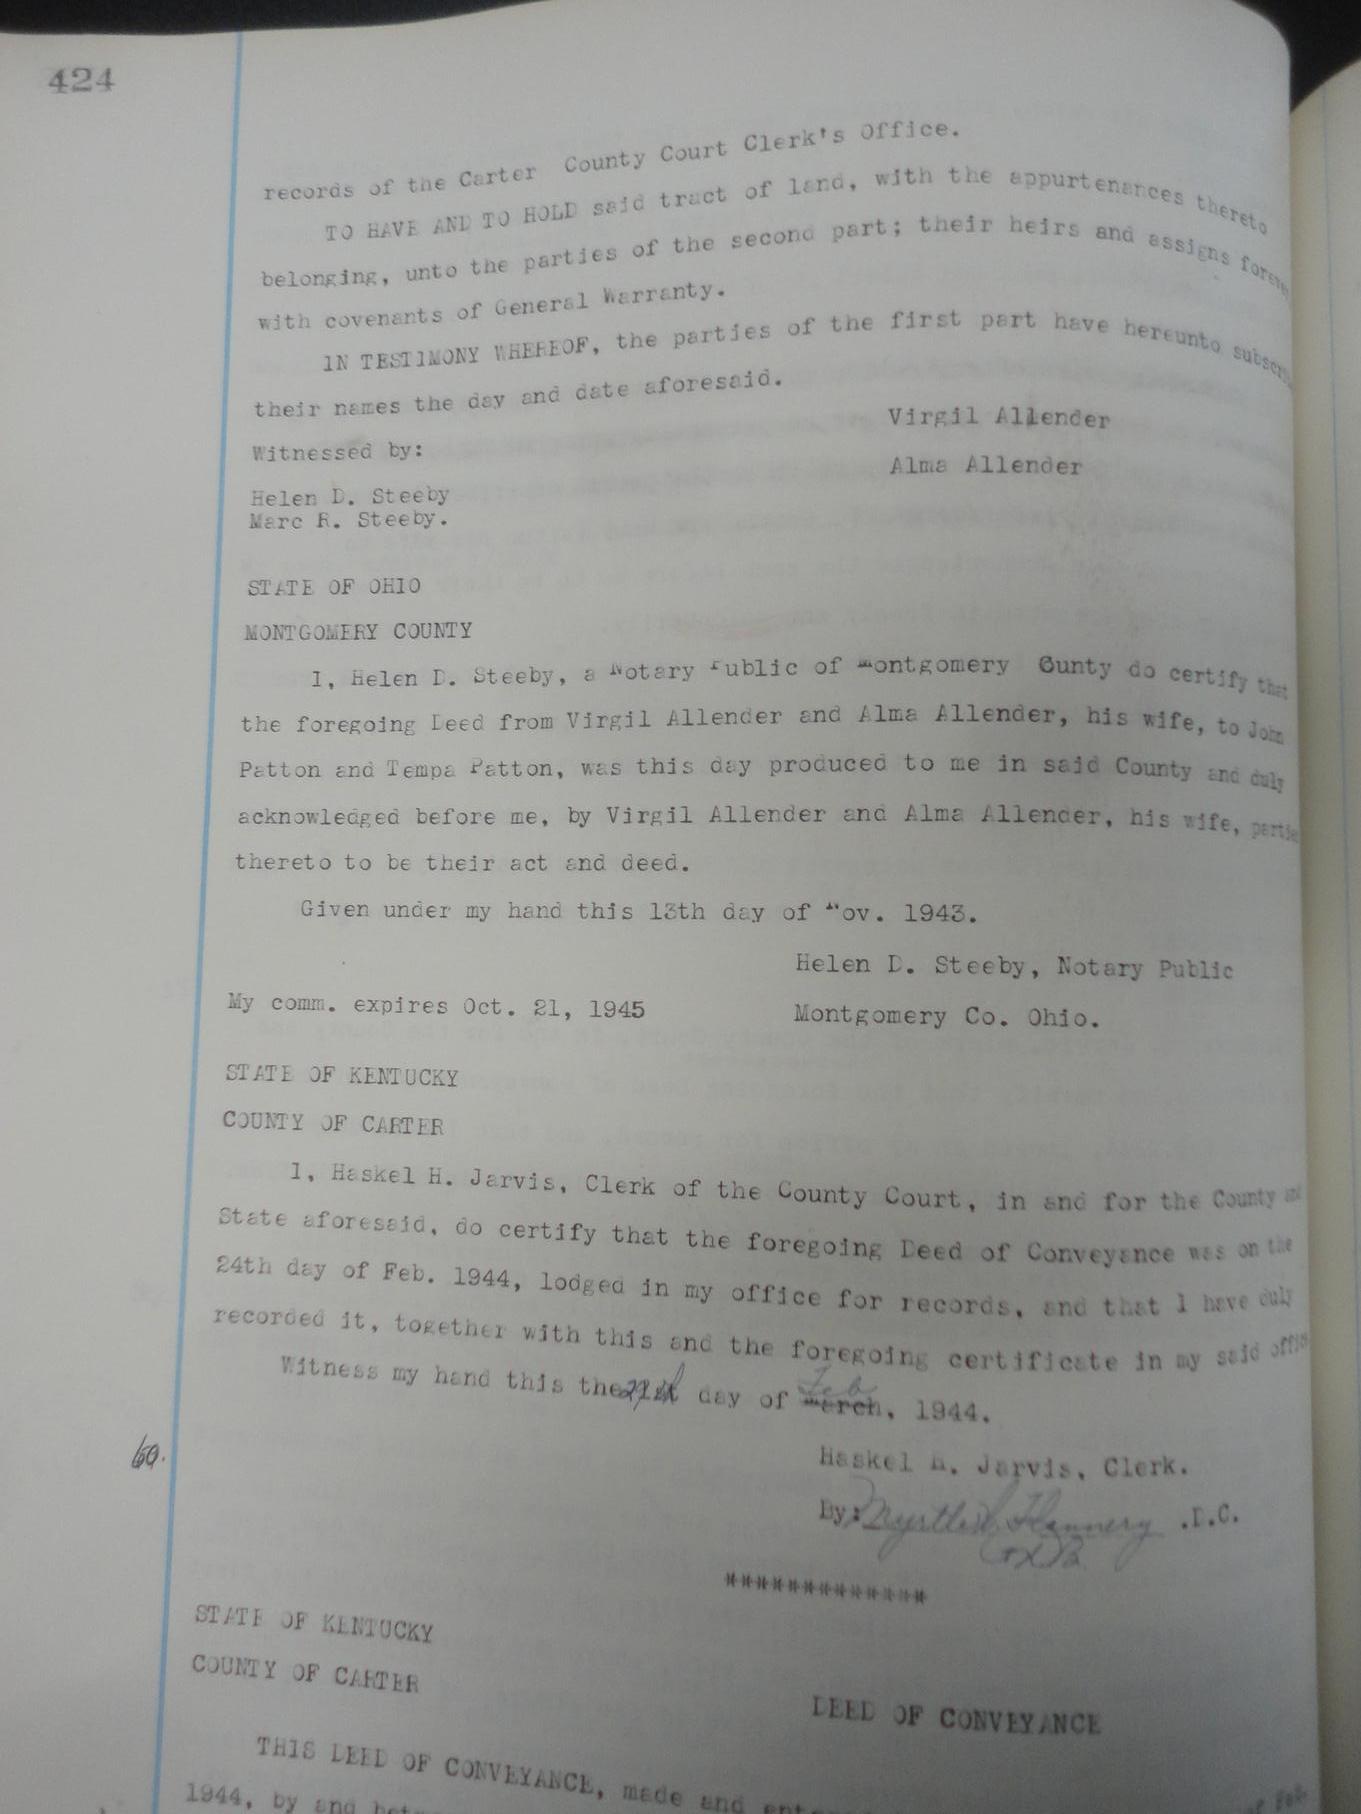 424
records of the Carter County Court Clerk's Office.
TO HAVE AND TO HOLD said tract of land, with the appurtenances thereto
belonging, unto the parties of the second part; their heirs and assigns forever
with covenants of General Warranty.
IN TESTIMONY WHEREOF, the parties of the first part have hereunto subscri
their names the day and date aforesaid.
Virgil Allender
Witnessed by:
Alma Allender
Helen D. Steeby
Marc R. Steeby.
STATE OF OHIO
MONTGOMERY COUNTY
I, Helen D. Steeby, a Notary Public of Montgomery Gunty do certify that
the foregoing Deed from Virgil Allender and Alma Allender, his wife, to John
Patton and Tempa Patton, was this day produced to me in said County and duly
acknowledged before me, by Virgil Allender and Alma Allender, his wife, parties
thereto to be their act and deed.
Given under my hand this 13th day of Nov. 1943.
Helen D. Steeby, Notary Public
My comm. expires Oct. 21, 1945
Montgomery Co. Ohio.
STATE OF KENTUCKY
COUNTY OF CARTER
I, Haskel H. Jarvis, Clerk of the County Court, in and for the County and
State aforesaid, do certify that the foregoing Deed of Conveyance was on the
24th day of Feb. 1944, lodged in my office for records, and that I have duly
recorded it, together with this and the foregoing certificate in my said office
Witness my hand this the day of March, 1944.
Feb
Haskel H. Jarvis, Clerk.
By: Myrtle Flannery .D.C.
*************
STATE OF KENTUCKY
COUNTY OF CARTER
DEED OF CONVEYANCE
THIS DEED OF CONVEYANCE, made and
1944, by and